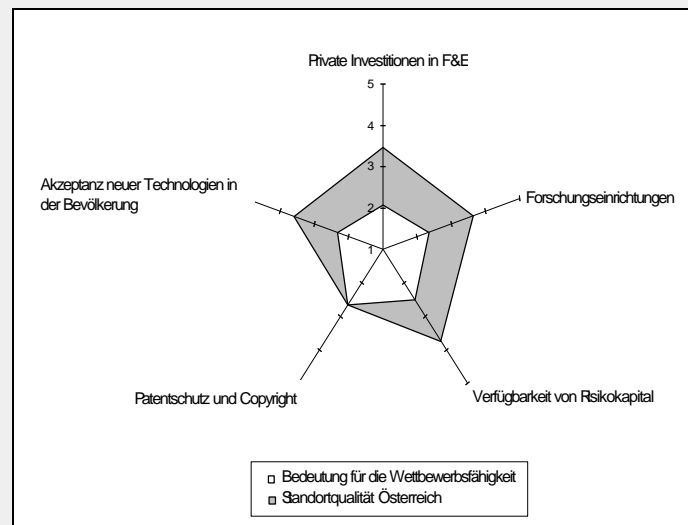 Private Investitionen in F&E
5
4
3
2
1
Akzeptanz neuer Technologien in
der Bevölkerung
Forschungseinrichtungen
Patentschutz und Copyright
Verfügbarkeit von Risikokapital
Bedeutung für die Wettbewerbsfähigkeit
Standortqualität Österreich